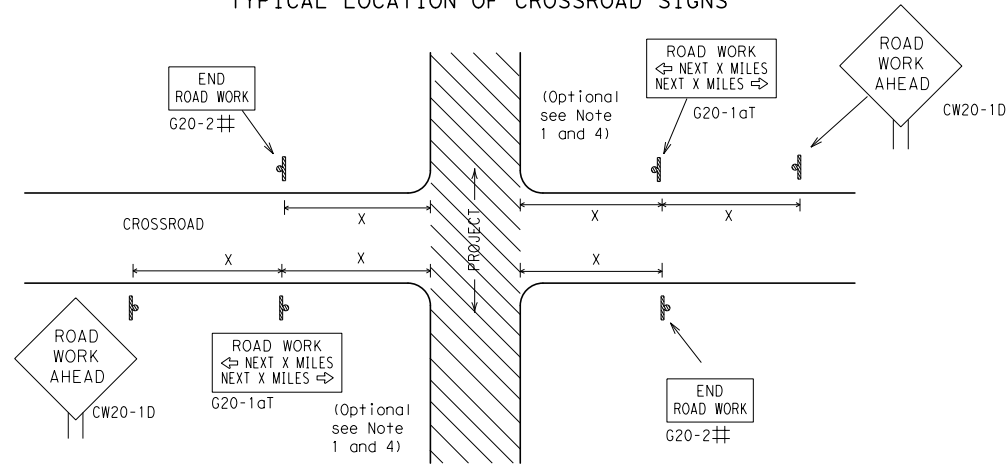 TYPICAL LOCATION OF CROSSROAD SIGNS
END
ROAD WORK
G20-2#
(Optional
see Note
1 and 4)
ROAD WORK
⇦ NEXT X MILES
NEXT X MILES ⇨
G20-1aT
ROAD
WORK
AHEAD
CW20-1D
X
X
X
CROSSROAD
PROJECT
X
X
X
ROAD
WORK
AHEAD
CW20-1D
ROAD WORK
⇦ NEXT X MILES
NEXT X MILES ⇨
G20-1aT
(Optional
see Note
1 and 4)
END
ROAD WORK
G20-2#